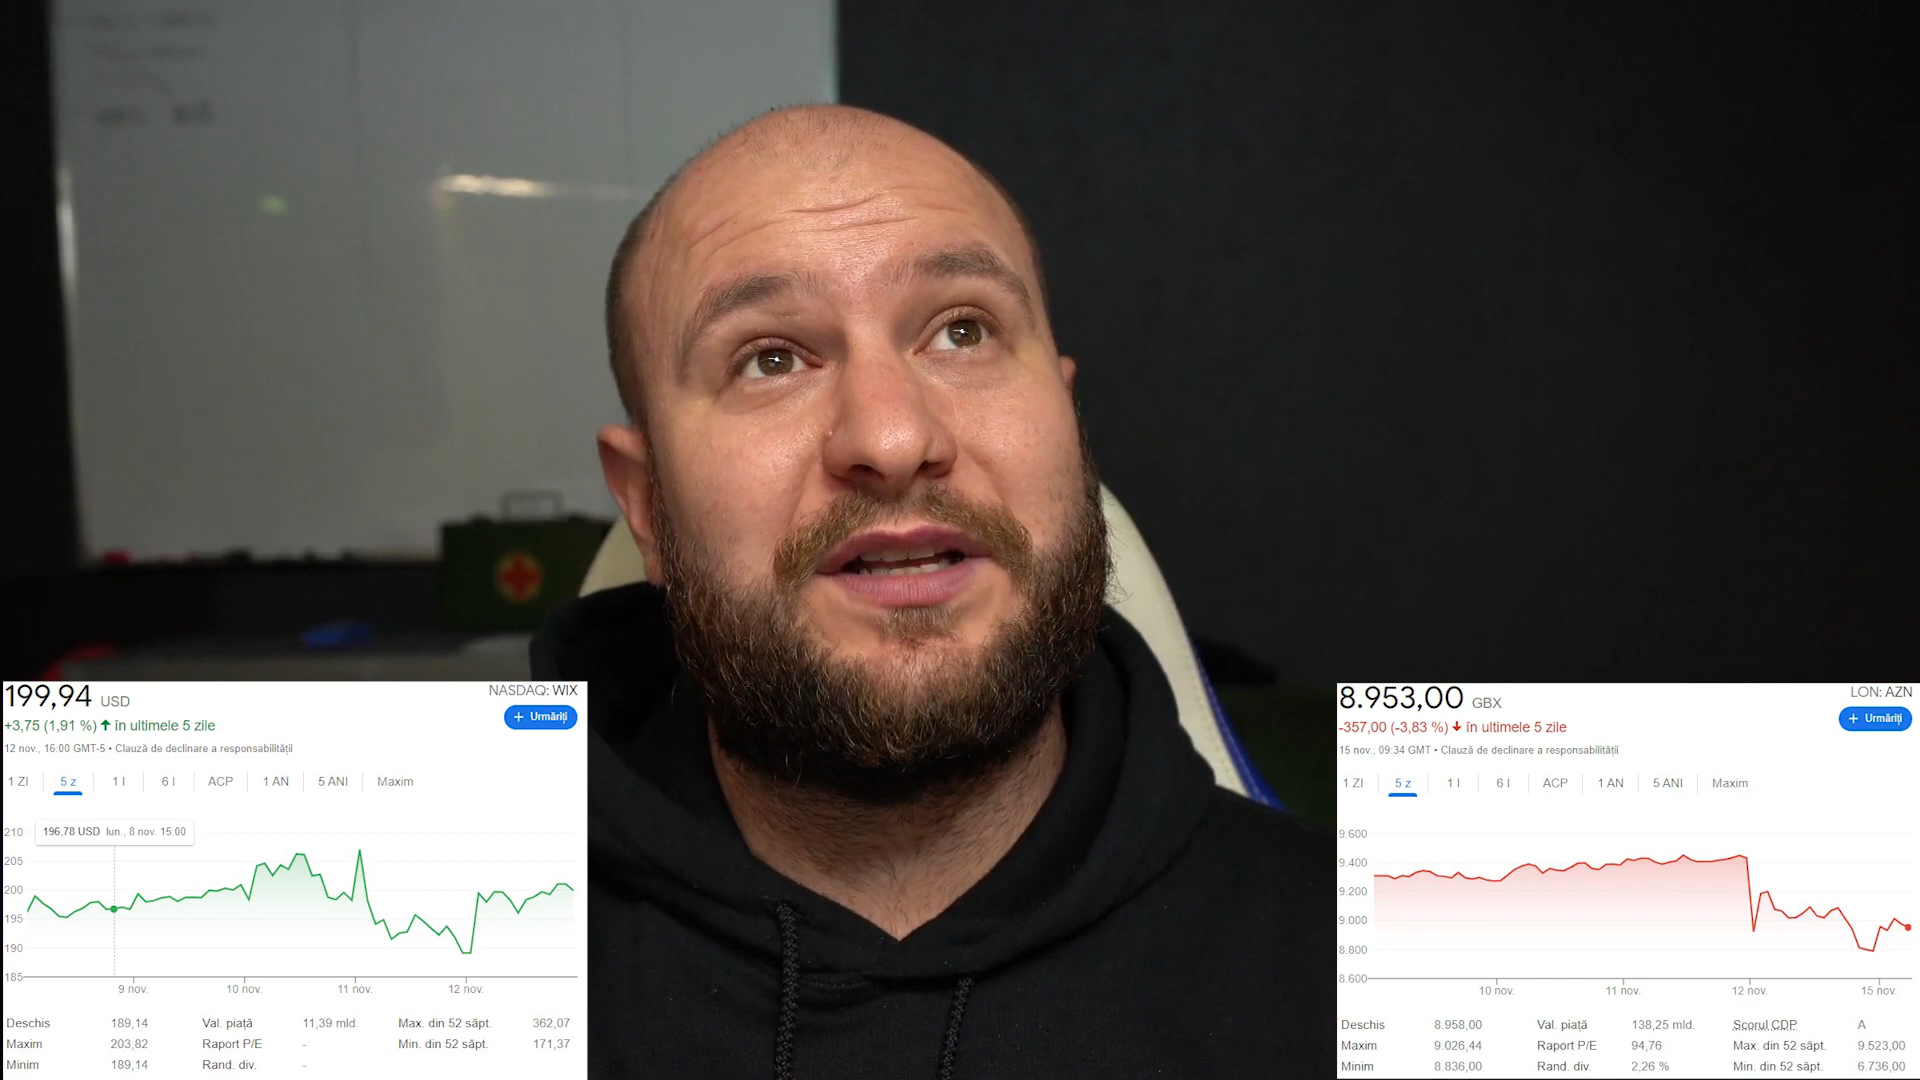 199,94 USD
NASDAQ: WIX
+3,75 (1,91 %) ↑ în ultimele 5 zile
+ Urmăriți
12 nov., 16:00 GMT-5 • Clauză de declinare a responsabilității
1 ZI 5 z 1 l 6 l ACP 1 AN 5 ANI Maxim
196,78 USD lun., 8 nov. 15:00
210
205
200
195
190
185
9 nov. 10 nov. 11 nov. 12 nov.
Deschis 189,14 Val. piață 11,39 mld. Max. din 52 săpt. 362,07
Maxim 203,82 Raport P/E - Min. din 52 săpt. 171,37
Minim 189,14 Rand. div. -
8.953,00 GBX
LON: AZN
-357,00 (-3,83 %) ↓ în ultimele 5 zile
+ Urmăriți
15 nov., 09:34 GMT • Clauză de declinare a responsabilității
1 ZI 5 z 1 l 6 l ACP 1 AN 5 ANI Maxim
9.600
9.400
9.200
9.000
8.800
8.600
10 nov. 11 nov. 12 nov. 15 nov.
Deschis 8.958,00 Val. piață 138,25 mld. Scorul CDP A
Maxim 9.026,44 Raport P/E 94,76 Max. din 52 săpt. 9.523,00
Minim 8.836,00 Rand. div. 2,26 % Min. din 52 săpt. 6.736,00